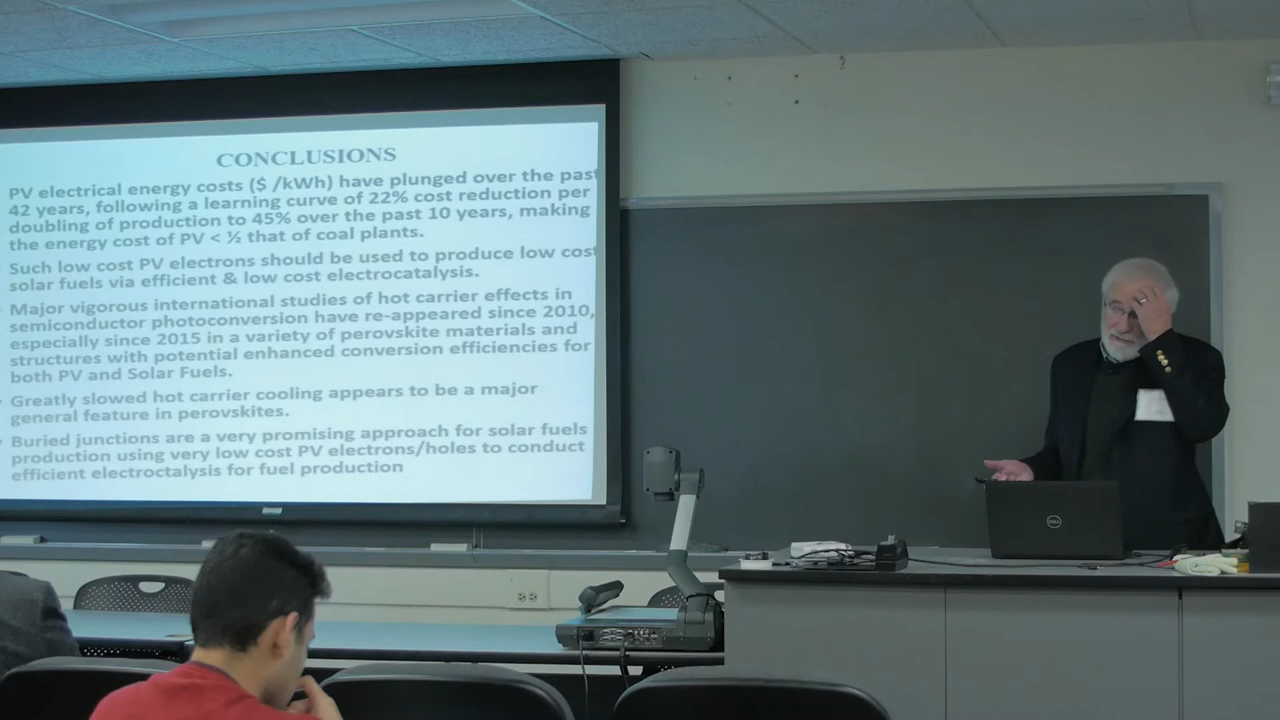 CONCLUSIONS
PV electrical energy costs ($ /kWh) have plunged over the past
42 years, following a learning curve of 22% cost reduction per
doubling of production to 45% over the past 10 years, making
the energy cost of PV < ½ that of coal plants.
Such low cost PV electrons should be used to produce low cost
solar fuels via efficient & low cost electrocatalysis.
Major vigorous international studies of hot carrier effects in
semiconductor photoconversion have re-appeared since 2010,
especially since 2015 in a variety of perovskite materials and
structures with potential enhanced conversion efficiencies for
both PV and Solar Fuels.
Greatly slowed hot carrier cooling appears to be a major
general feature in perovskites.
Buried junctions are a very promising approach for solar fuels
production using very low cost PV electrons/holes to conduct
efficient electroctalysis for fuel production
DELL